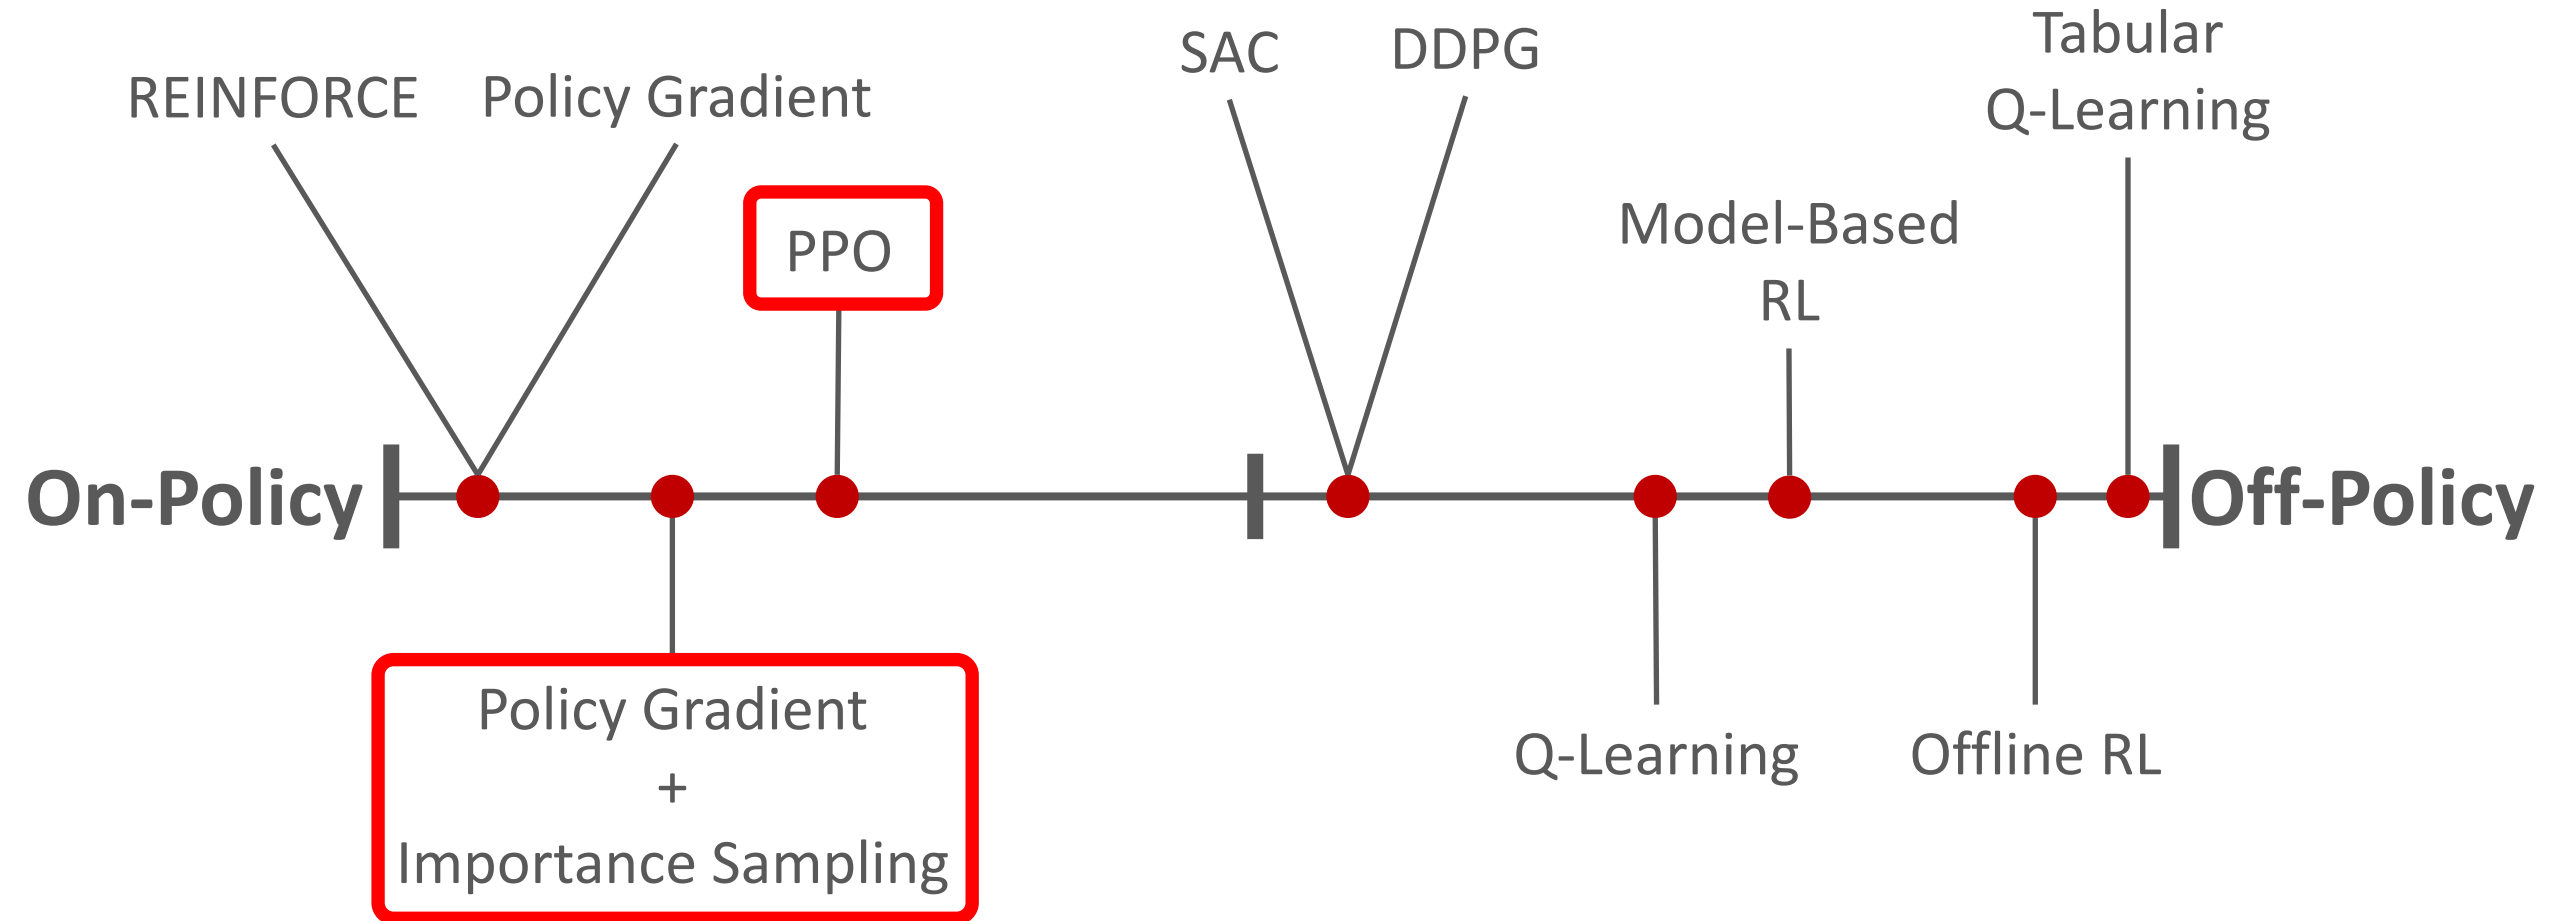 REINFORCE
Policy Gradient
PPO
SAC
DDPG
Tabular
Q-Learning
Model-Based
RL
On-Policy
Off-Policy
Policy Gradient
+
Importance Sampling
Q-Learning
Offline RL